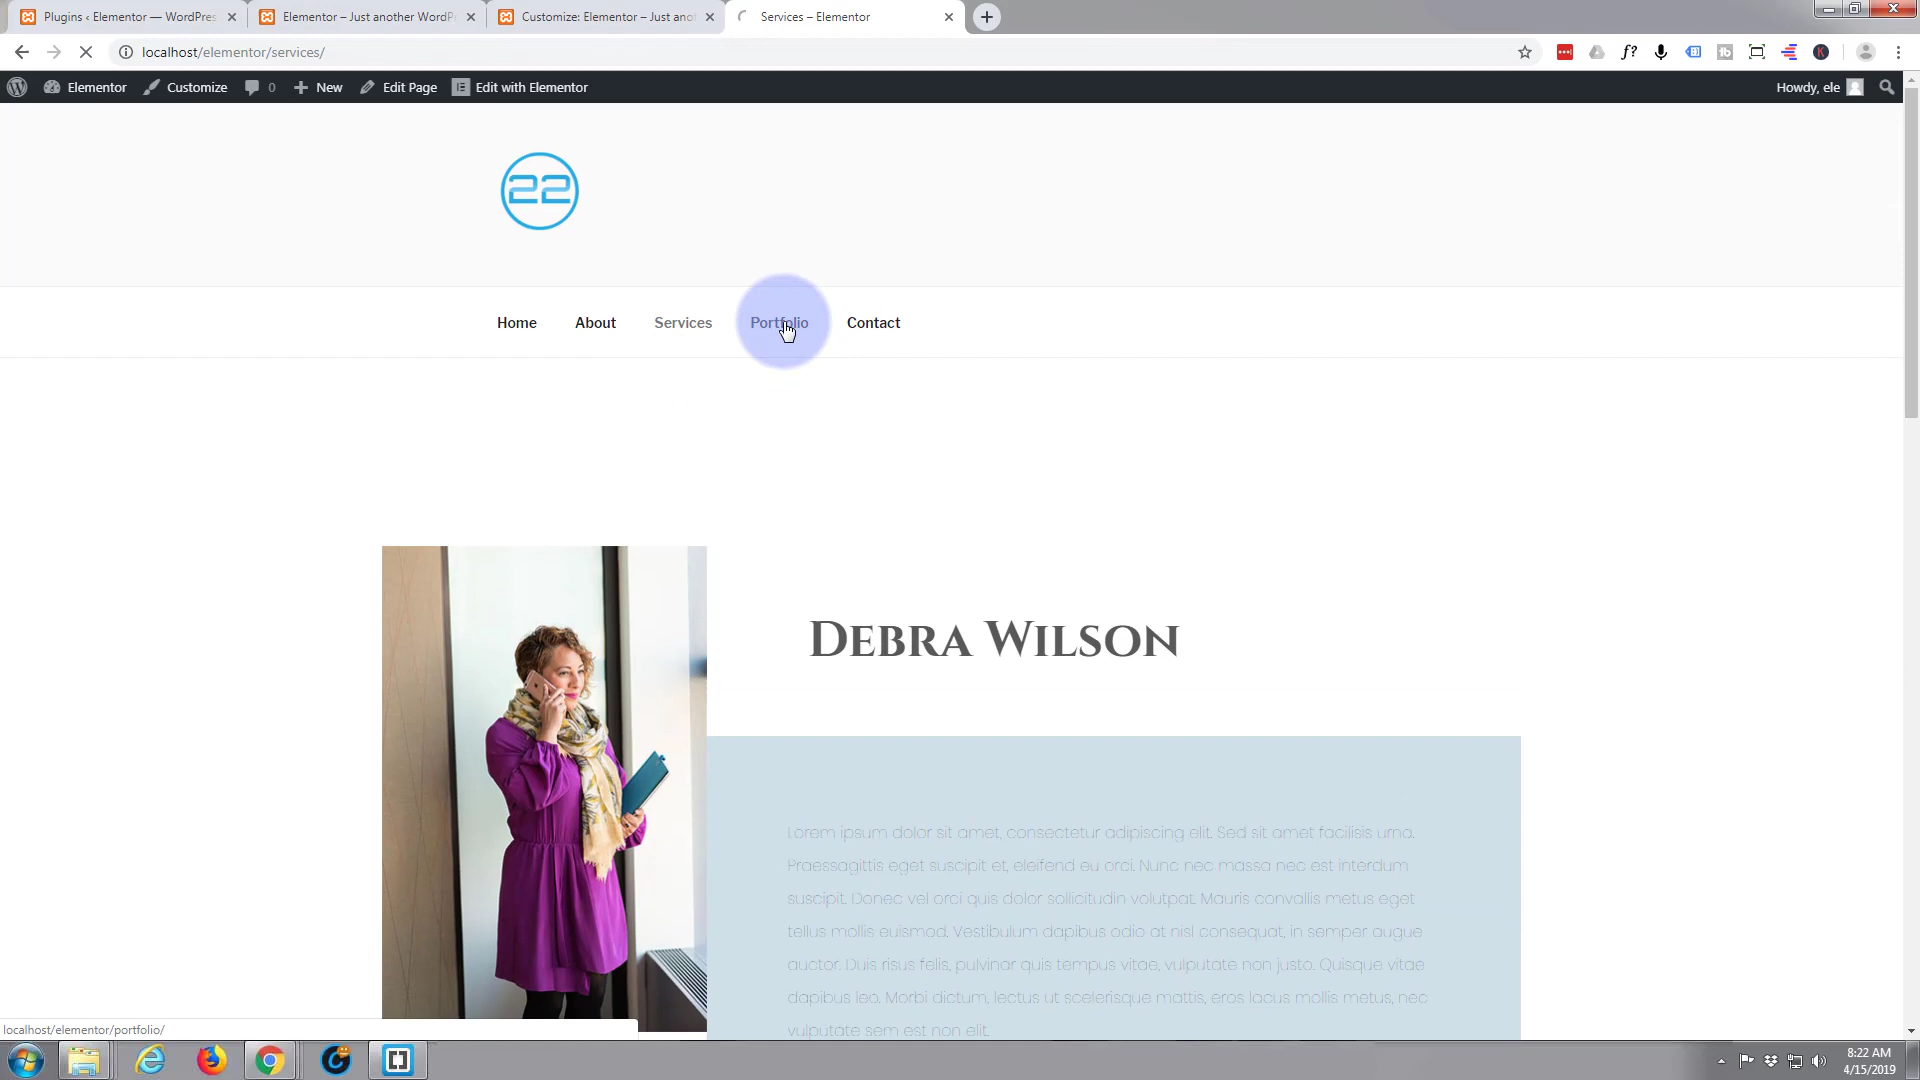 Plugins ‹ Elementor — WordPres
Elementor – Just another WordP
Customize: Elementor – Just ano
Services – Elementor
localhost/elementor/services/
f?
tb
K
Elementor
Customize
0
New
Edit Page
Edit with Elementor
Howdy, ele
22
Home
About
Services
Portfolio
Contact
Debra Wilson
Lorem ipsum dolor sit amet, consectetur adipiscing elit. Sed sit amet facilisis urna.
Praessagittis eget suscipit et, eleifend eu orci. Nunc nec massa nec est interdum
suscipit. Donec vel orci quis dolor sollicitudin volutpat. Mauris convallis metus eget
tellus mollis euismod. Vestibulum dapibus odio at nisl consequat, in semper augue
auctor. Duis risus felis, pulvinar quis tempus vitae, vulputate non justo. Quisque vitae
dapibus leo. Morbi dictum, lectus ut scelerisque mattis, eros lacus mollis metus, nec
vulputate sem est non elit.
localhost/elementor/portfolio/
8:22 AM
4/15/2019